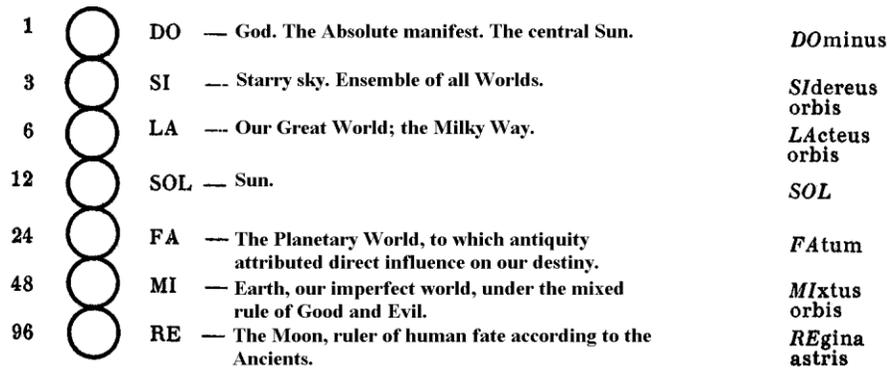 1 DO — God. The Absolute manifest. The central Sun. DOminus
3 SI — Starry sky. Ensemble of all Worlds. SIdereus
orbis
6 LA — Our Great World; the Milky Way. LActeus
orbis
12 SOL — Sun. SOL
24 FA — The Planetary World, to which antiquity FAtum
attributed direct influence on our destiny.
48 MI — Earth, our imperfect world, under the mixed MIxtus
rule of Good and Evil. orbis
96 RE — The Moon, ruler of human fate according to the REgina
Ancients. astris